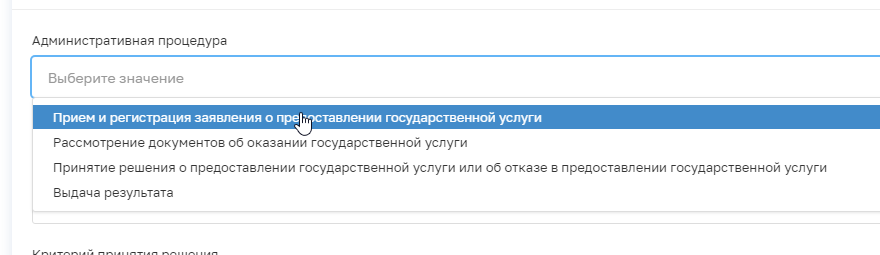 Административная процедура
Выберите значение
Прием и регистрация заявления о предоставлении государственной услуги
Рассмотрение документов об оказании государственной услуги
Принятие решения о предоставлении государственной услуги или об отказе в предоставлении государственной услуги
Выдача результата
Критерий принятия решения